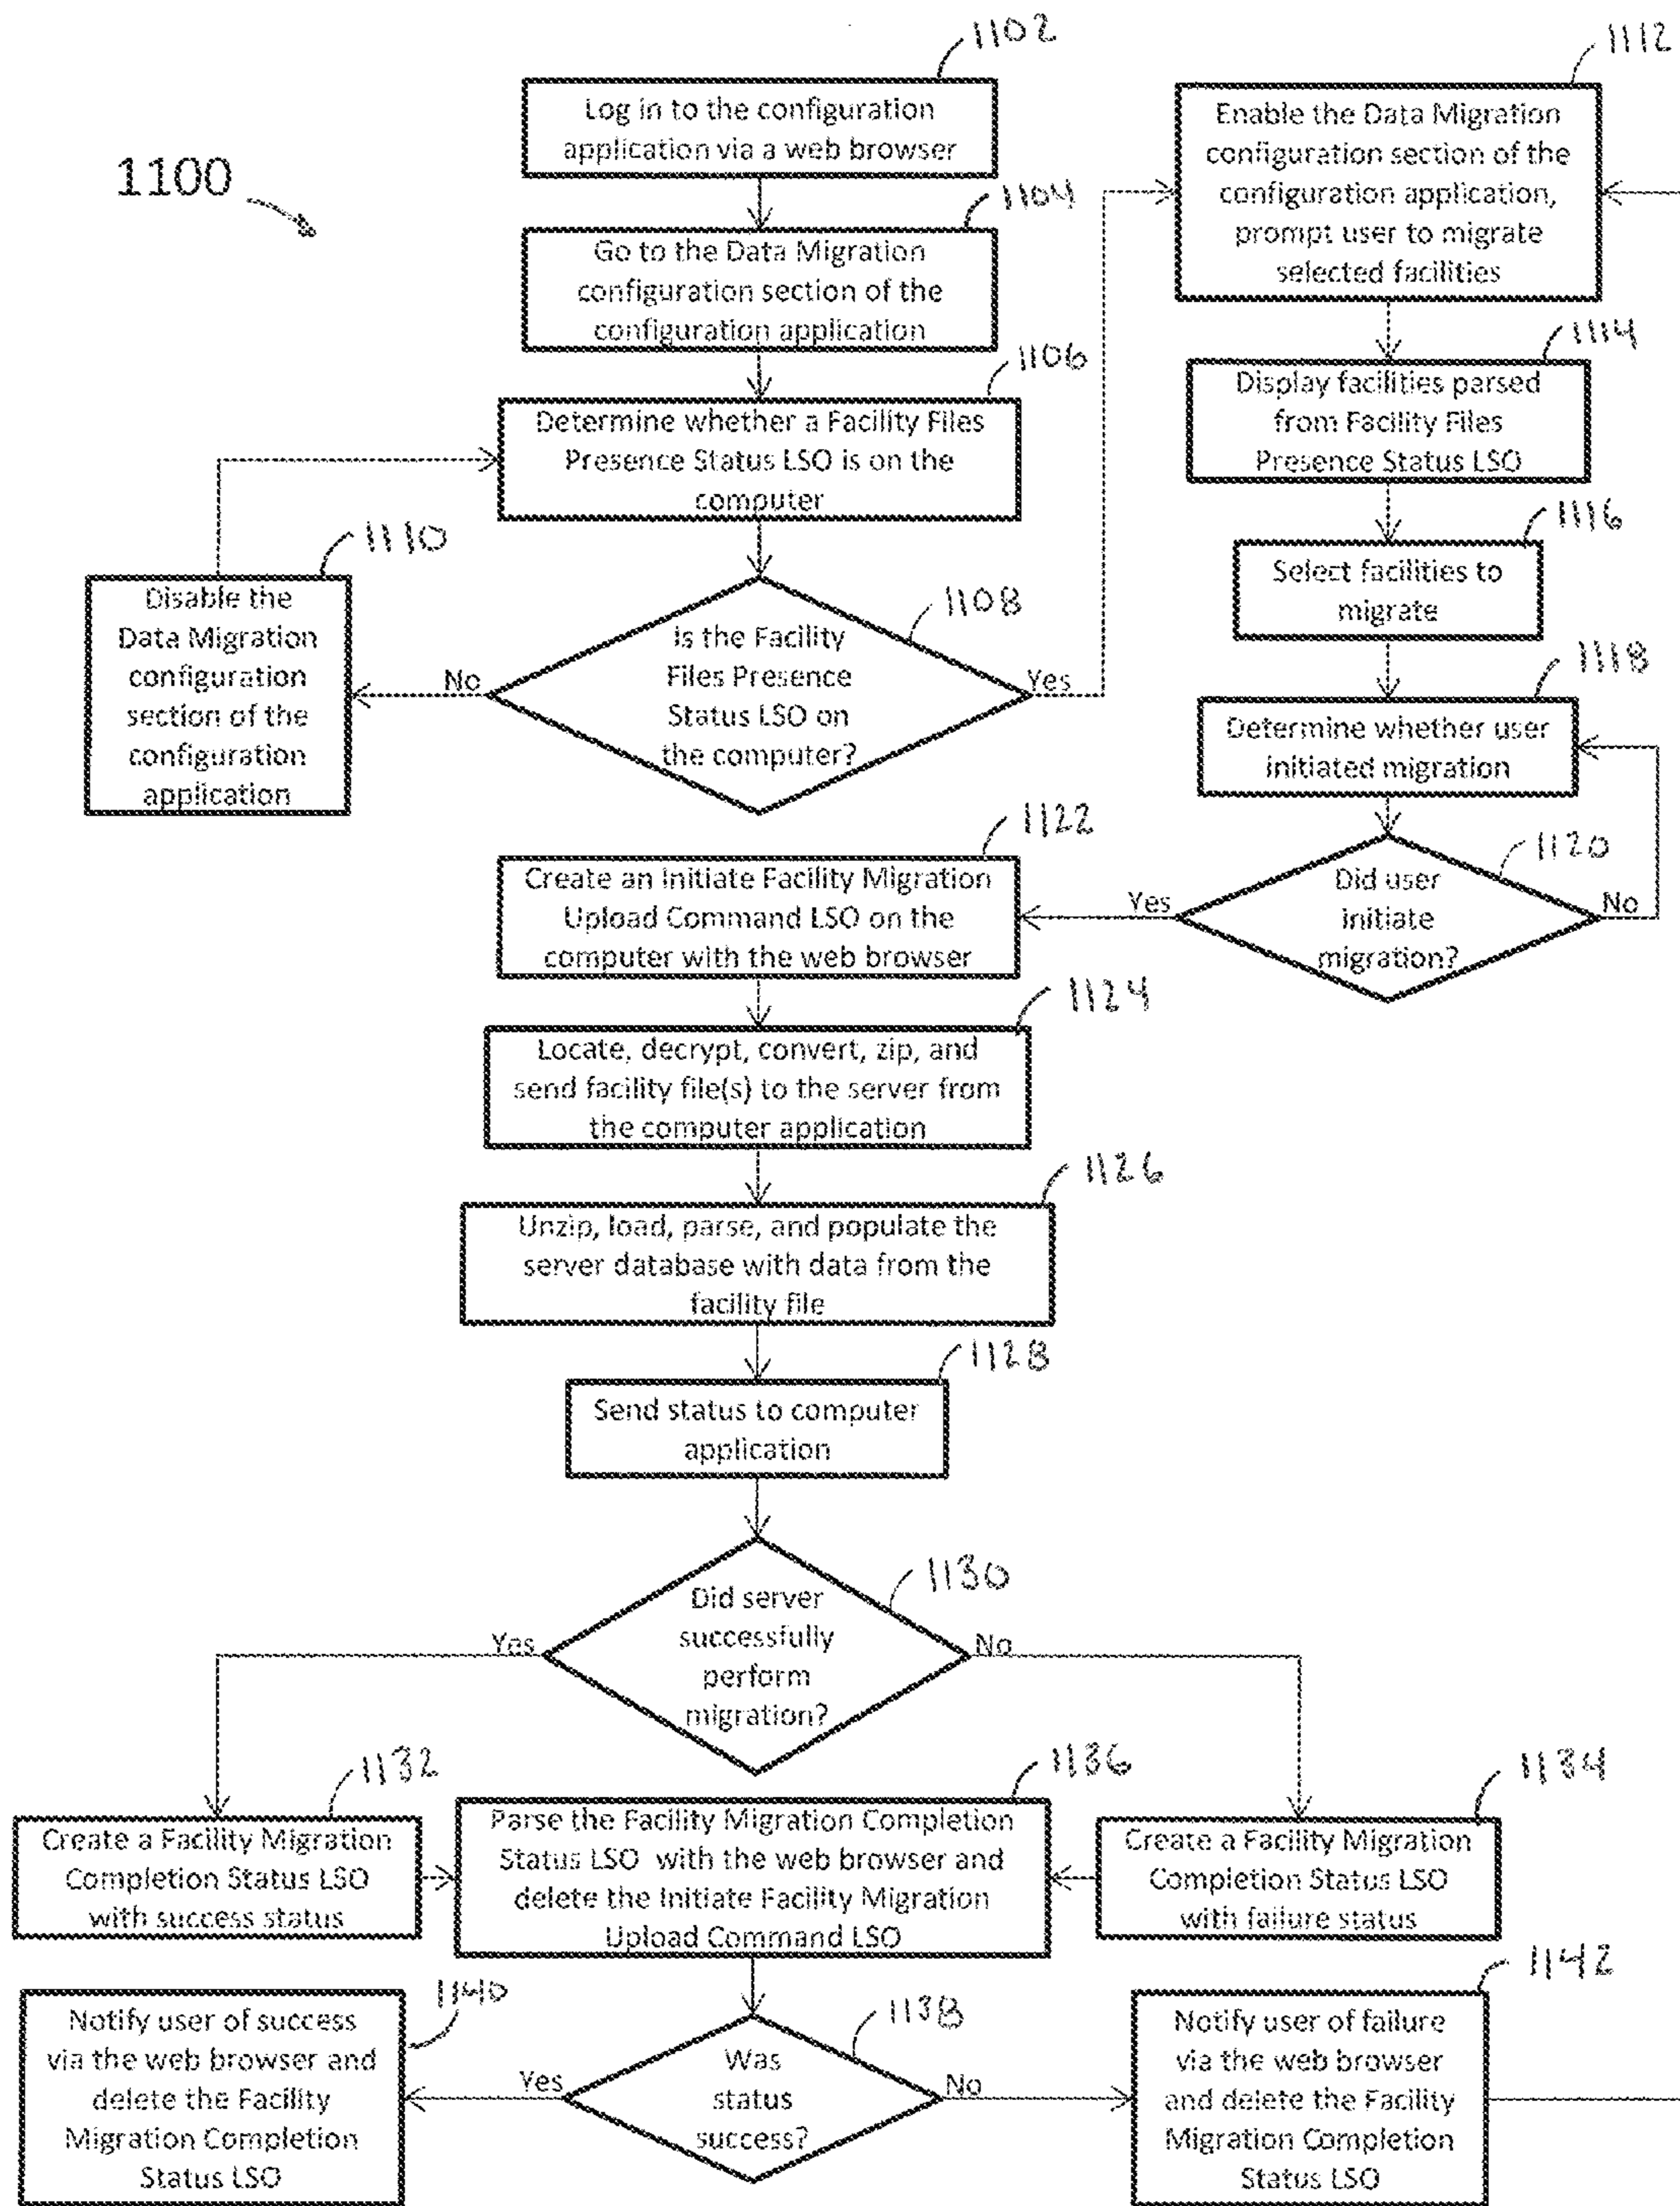 1100
1102
Log in to the configuration
application via a web browser
1104
Go to the Data Migration
configuration section of the
configuration application
1106
Determine whether a Facility Files
Presence Status LSO is on the
computer
1108
Is the Facility
Files Presence
Status LSO on
the computer?
No
Yes
1110
Disable the
Data Migration
configuration
section of the
configuration
application
1112
Enable the Data Migration
configuration section of the
configuration application,
prompt user to migrate
selected facilities
1114
Display facilities parsed
from Facility Files
Presence Status LSO
1116
Select facilities to
migrate
1118
Determine whether user
initiated migration
1120
Did user
initiate
migration?
Yes
No
1122
Create an Initiate Facility Migration
Upload Command LSO on the
computer with the web browser
1124
Locate, decrypt, convert, zip, and
send facility file(s) to the server from
the computer application
1126
Unzip, load, parse, and populate the
server database with data from the
facility file
1128
Send status to computer
application
1130
Did server
successfully
perform
migration?
Yes
No
1132
Create a Facility Migration
Completion Status LSO
with success status
1136
Parse the Facility Migration Completion
Status LSO with the web browser and
delete the Initiate Facility Migration
Upload Command LSO
1134
Create a Facility Migration
Completion Status LSO
with failure status
1140
Notify user of success
via the web browser and
delete the Facility
Migration Completion
Status LSO
1138
Was
status
success?
Yes
No
1142
Notify user of failure
via the web browser
and delete the Facility
Migration Completion
Status LSO